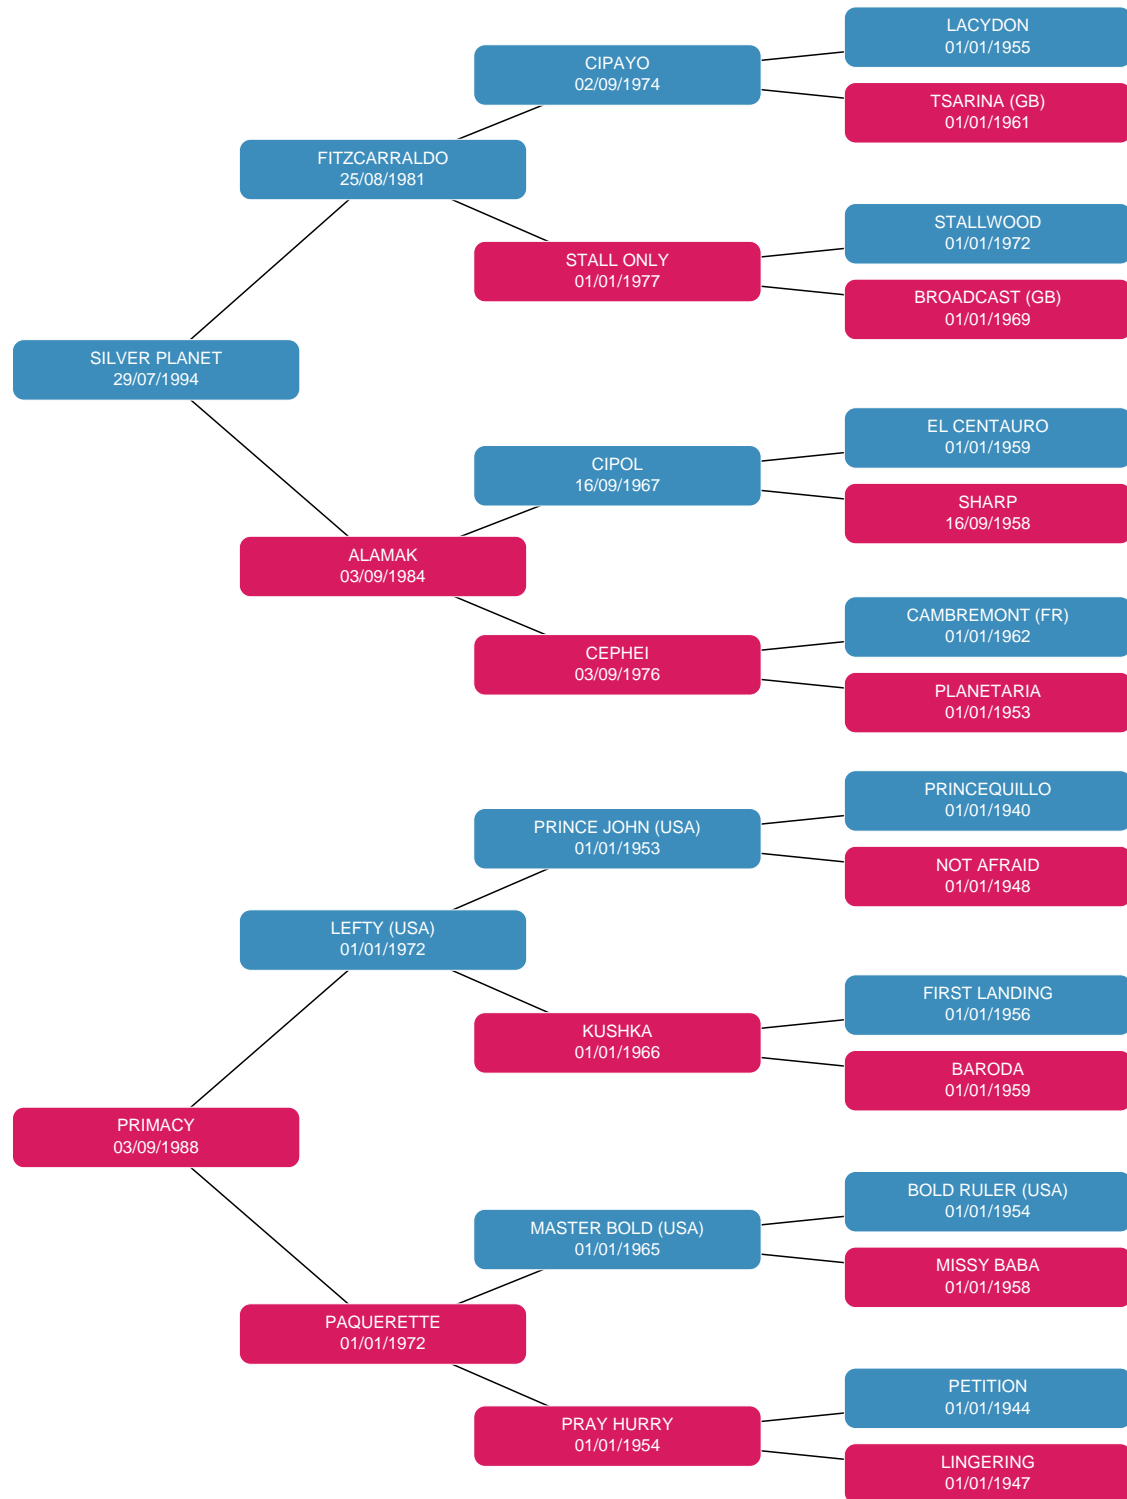 LACYDON
01/01/1955
CIPAYO
02/09/1974
TSARINA (GB)
01/01/1961
FITZCARRALDO
25/08/1981
STALLWOOD
01/01/1972
STALL ONLY
01/01/1977
BROADCAST (GB)
01/01/1969
SILVER PLANET
29/07/1994
EL CENTAURO
01/01/1959
CIPOL
16/09/1967
SHARP
16/09/1958
ALAMAK
03/09/1984
CAMBREMONT (FR)
01/01/1962
CEPHEI
03/09/1976
PLANETARIA
01/01/1953
PRINCEQUILLO
01/01/1940
PRINCE JOHN (USA)
01/01/1953
NOT AFRAID
01/01/1948
LEFTY (USA)
01/01/1972
FIRST LANDING
01/01/1956
KUSHKA
01/01/1966
BARODA
01/01/1959
PRIMACY
03/09/1988
BOLD RULER (USA)
01/01/1954
MASTER BOLD (USA)
01/01/1965
MISSY BABA
01/01/1958
PAQUERETTE
01/01/1972
PETITION
01/01/1944
PRAY HURRY
01/01/1954
LINGERING
01/01/1947